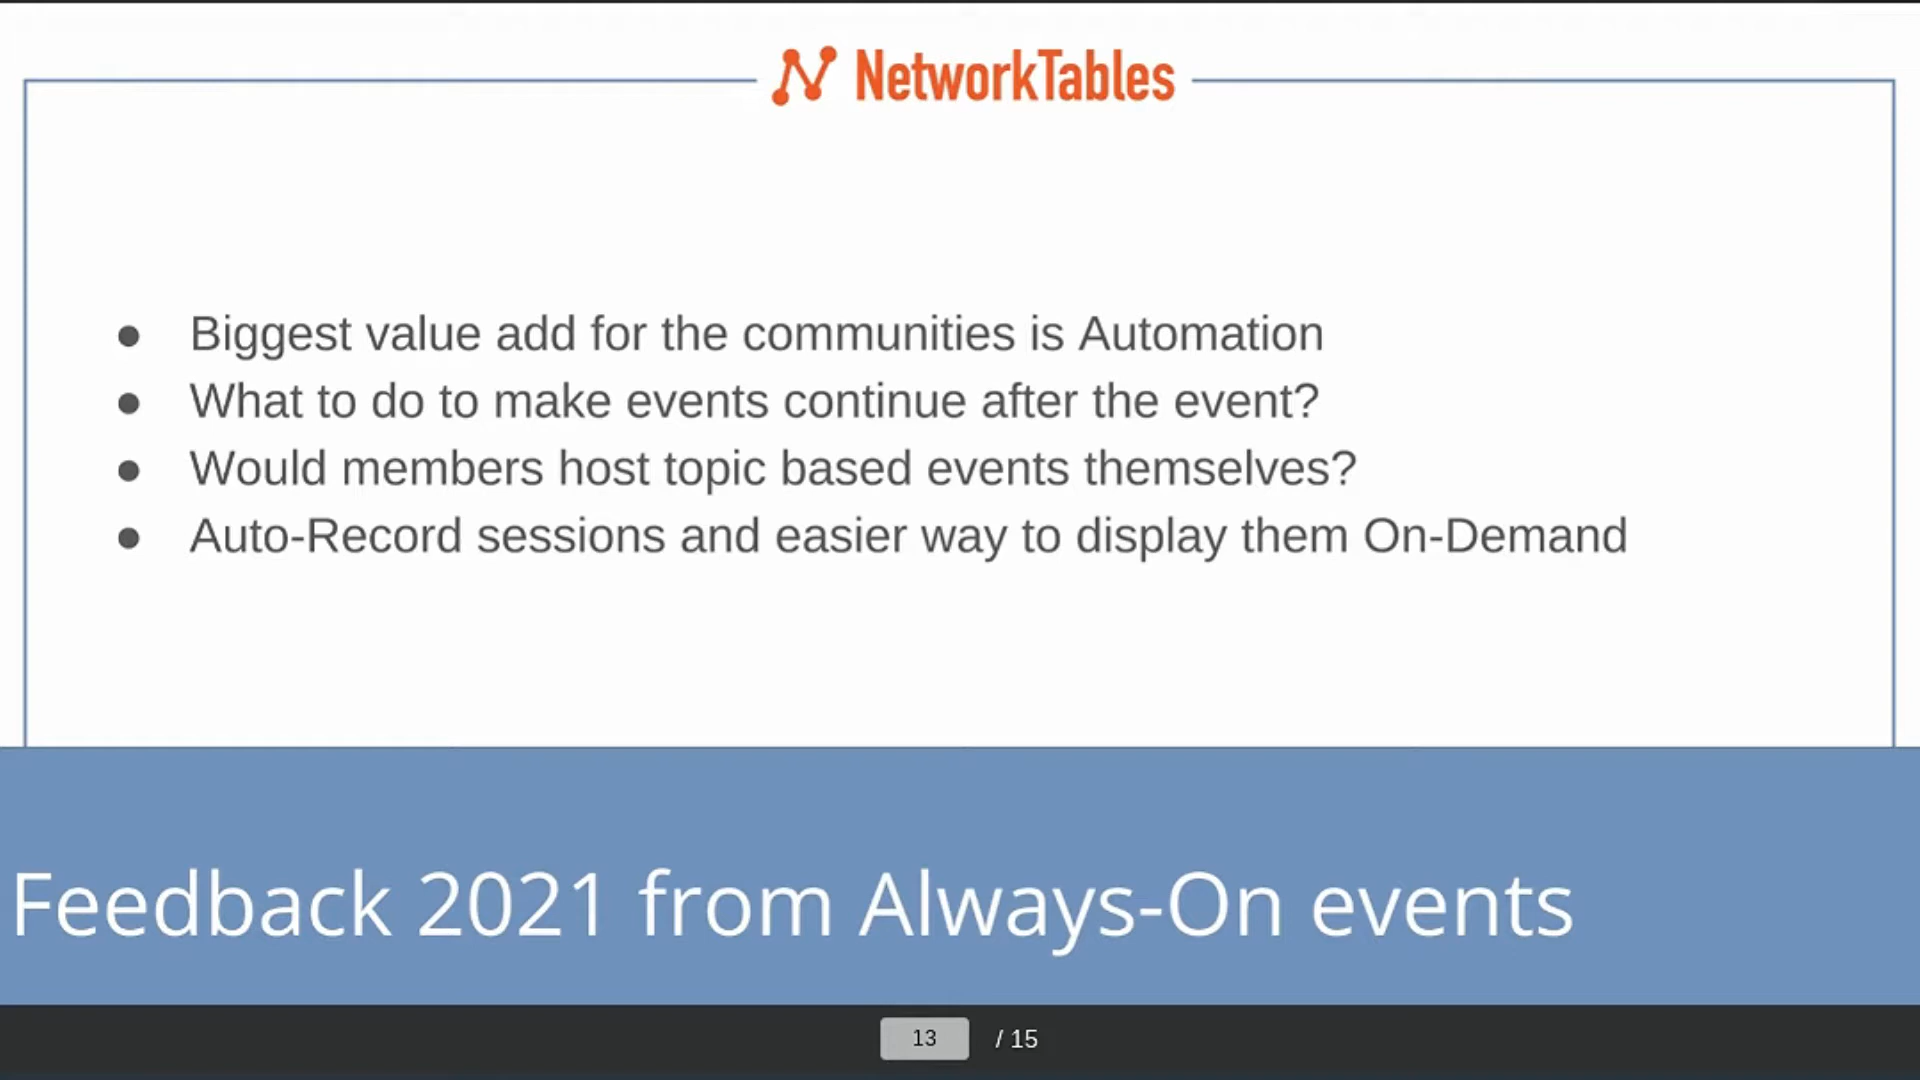 NetworkTables
● Biggest value add for the communities is Automation
● What to do to make events continue after the event?
● Would members host topic based events themselves?
● Auto-Record sessions and easier way to display them On-Demand
Feedback 2021 from Always-On events
13 / 15